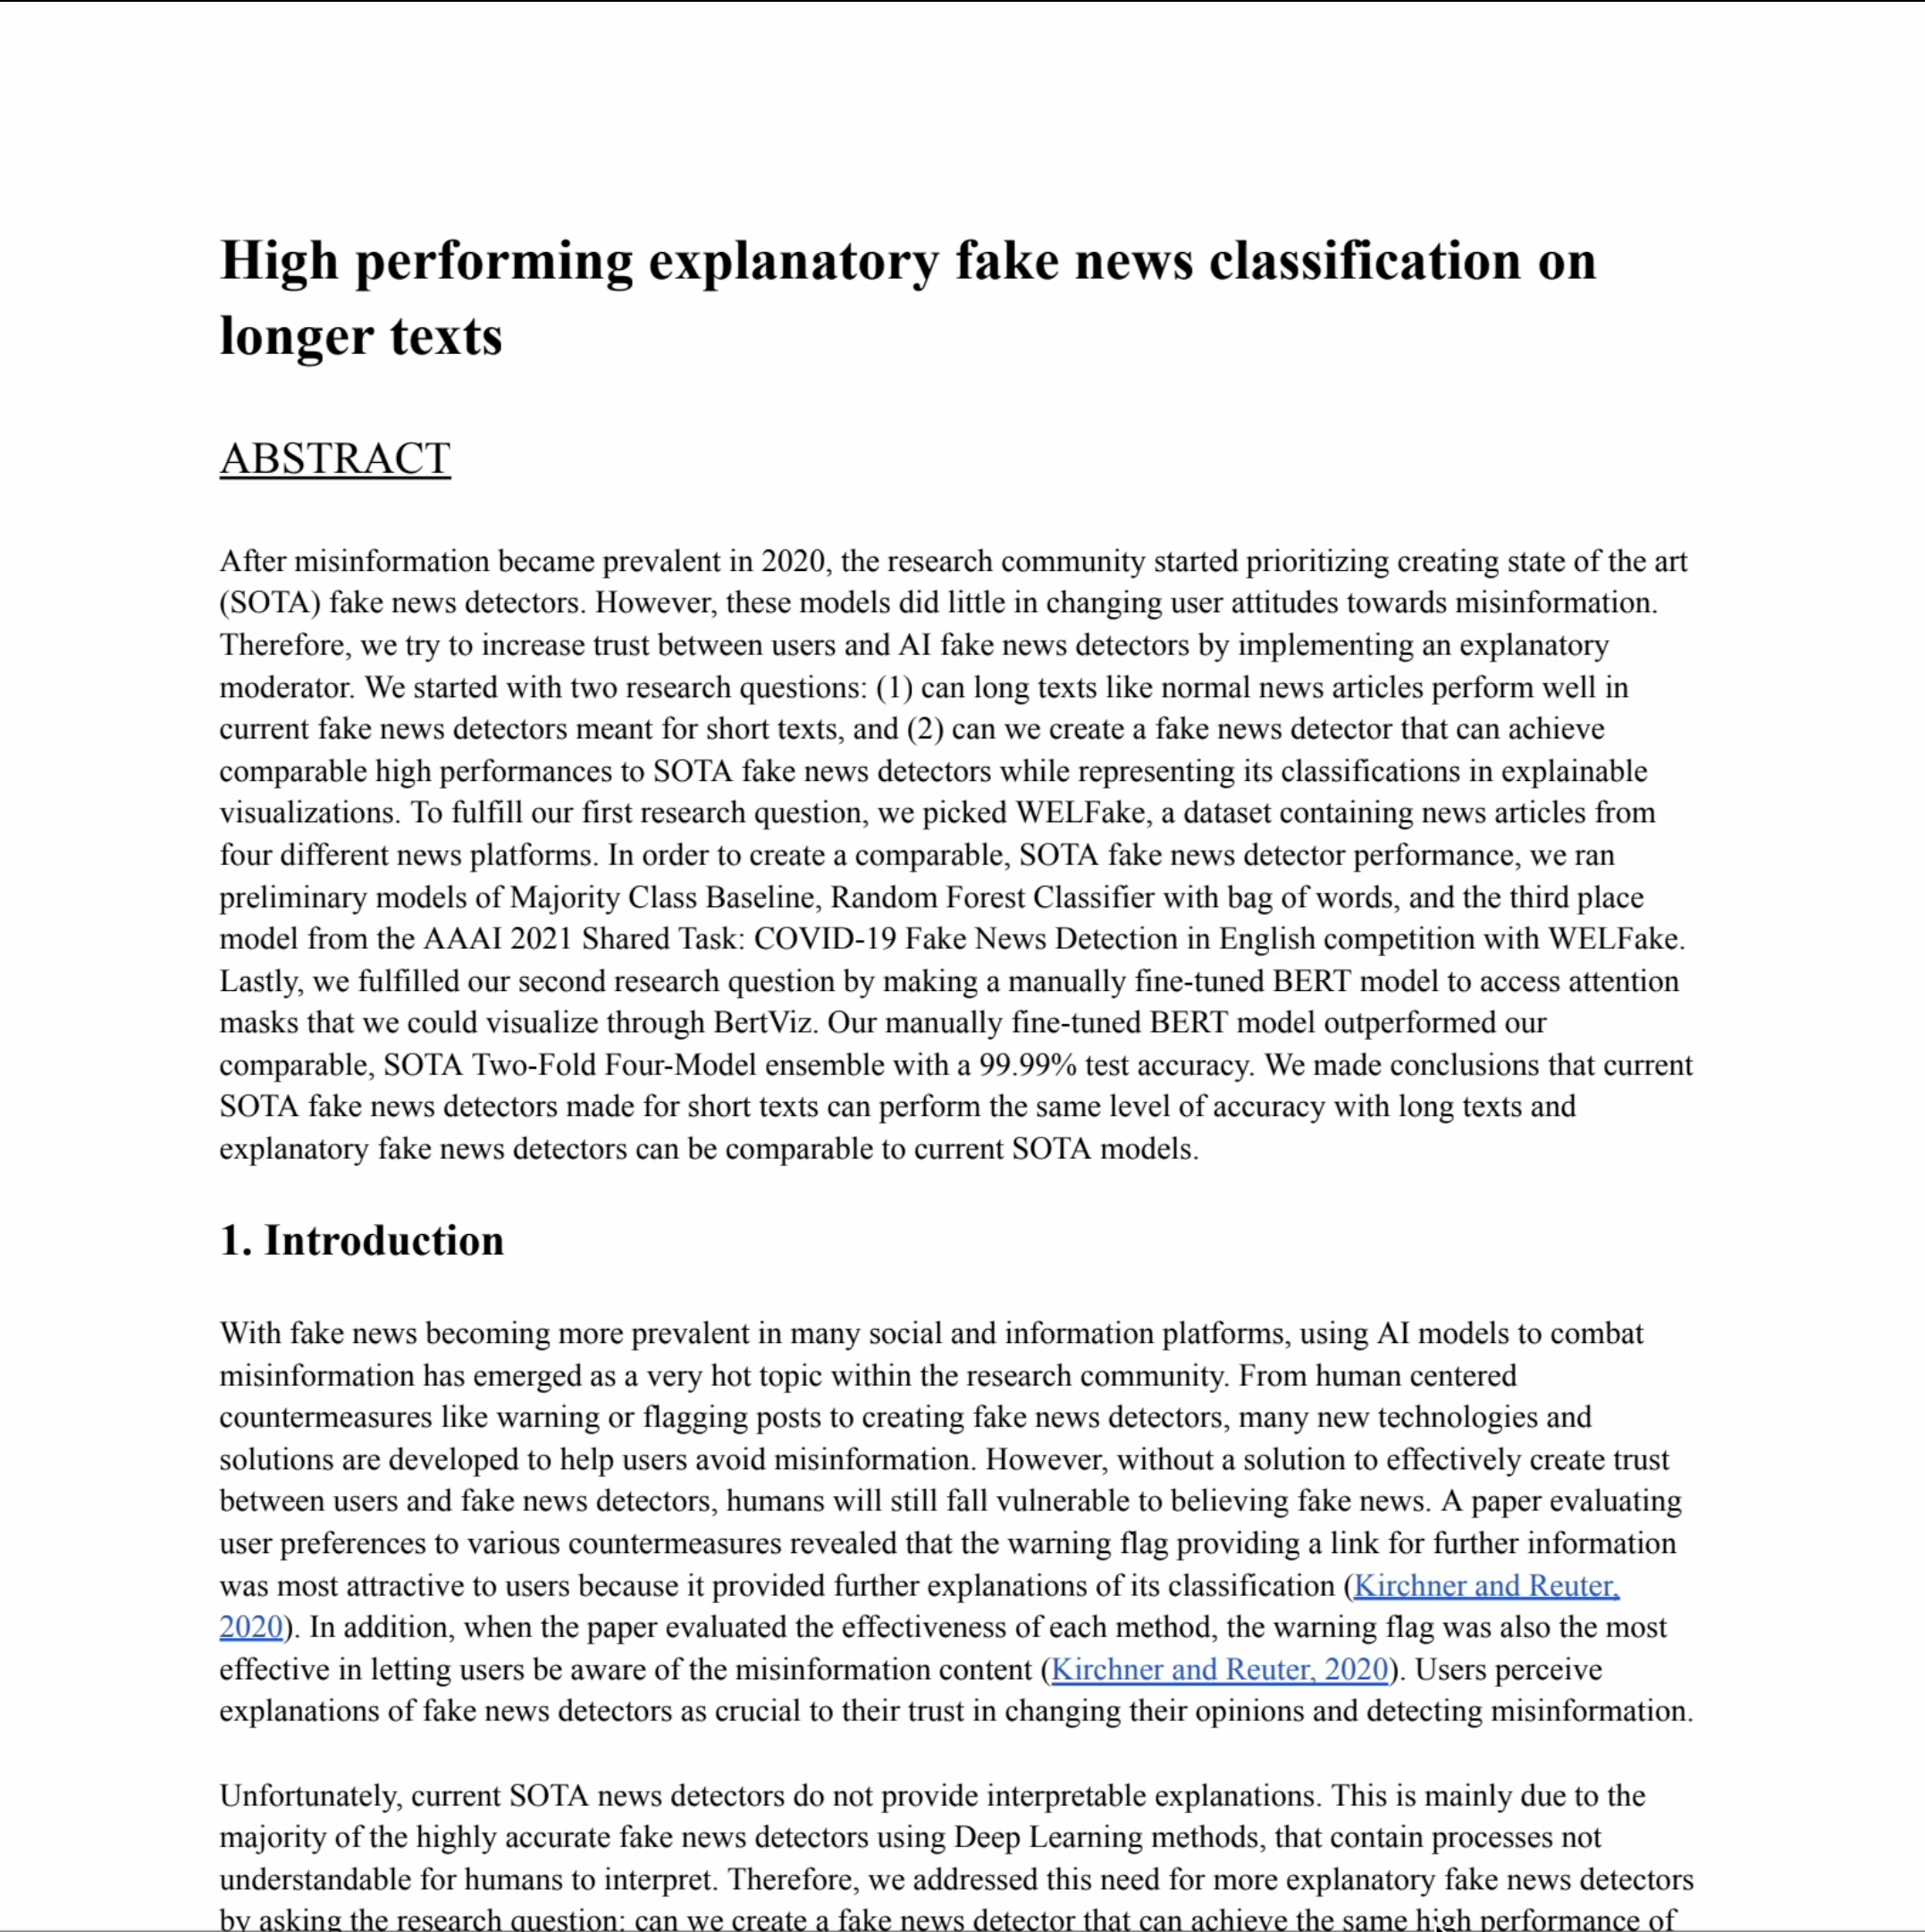 High performing explanatory fake news classification on
longer texts
ABSTRACT
After misinformation became prevalent in 2020, the research community started prioritizing creating state of the art
(SOTA) fake news detectors. However, these models did little in changing user attitudes towards misinformation.
Therefore, we try to increase trust between users and AI fake news detectors by implementing an explanatory
moderator. We started with two research questions: (1) can long texts like normal news articles perform well in
current fake news detectors meant for short texts, and (2) can we create a fake news detector that can achieve
comparable high performances to SOTA fake news detectors while representing its classifications in explainable
visualizations. To fulfill our first research question, we picked WELFake, a dataset containing news articles from
four different news platforms. In order to create a comparable, SOTA fake news detector performance, we ran
preliminary models of Majority Class Baseline, Random Forest Classifier with bag of words, and the third place
model from the AAAI 2021 Shared Task: COVID-19 Fake News Detection in English competition with WELFake.
Lastly, we fulfilled our second research question by making a manually fine-tuned BERT model to access attention
masks that we could visualize through BertViz. Our manually fine-tuned BERT model outperformed our
comparable, SOTA Two-Fold Four-Model ensemble with a 99.99% test accuracy. We made conclusions that current
SOTA fake news detectors made for short texts can perform the same level of accuracy with long texts and
explanatory fake news detectors can be comparable to current SOTA models.
1. Introduction
With fake news becoming more prevalent in many social and information platforms, using AI models to combat
misinformation has emerged as a very hot topic within the research community. From human centered
countermeasures like warning or flagging posts to creating fake news detectors, many new technologies and
solutions are developed to help users avoid misinformation. However, without a solution to effectively create trust
between users and fake news detectors, humans will still fall vulnerable to believing fake news. A paper evaluating
user preferences to various countermeasures revealed that the warning flag providing a link for further information
was most attractive to users because it provided further explanations of its classification (Kirchner and Reuter,
2020). In addition, when the paper evaluated the effectiveness of each method, the warning flag was also the most
effective in letting users be aware of the misinformation content (Kirchner and Reuter, 2020). Users perceive
explanations of fake news detectors as crucial to their trust in changing their opinions and detecting misinformation.
Unfortunately, current SOTA news detectors do not provide interpretable explanations. This is mainly due to the
majority of the highly accurate fake news detectors using Deep Learning methods, that contain processes not
understandable for humans to interpret. Therefore, we addressed this need for more explanatory fake news detectors
by asking the research question: can we create a fake news detector that can achieve the same high performance of